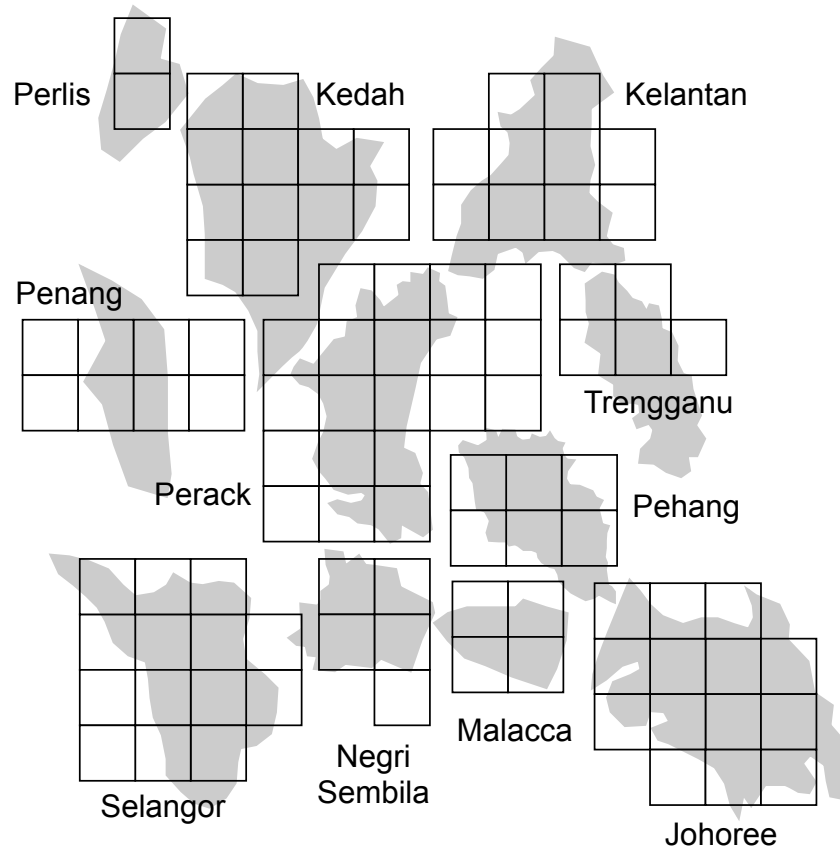 Perlis
Kedah
Kelantan
Penang
Trengganu
Perack
Pehang
Selangor
Negri
Sembila
Malacca
Johoree